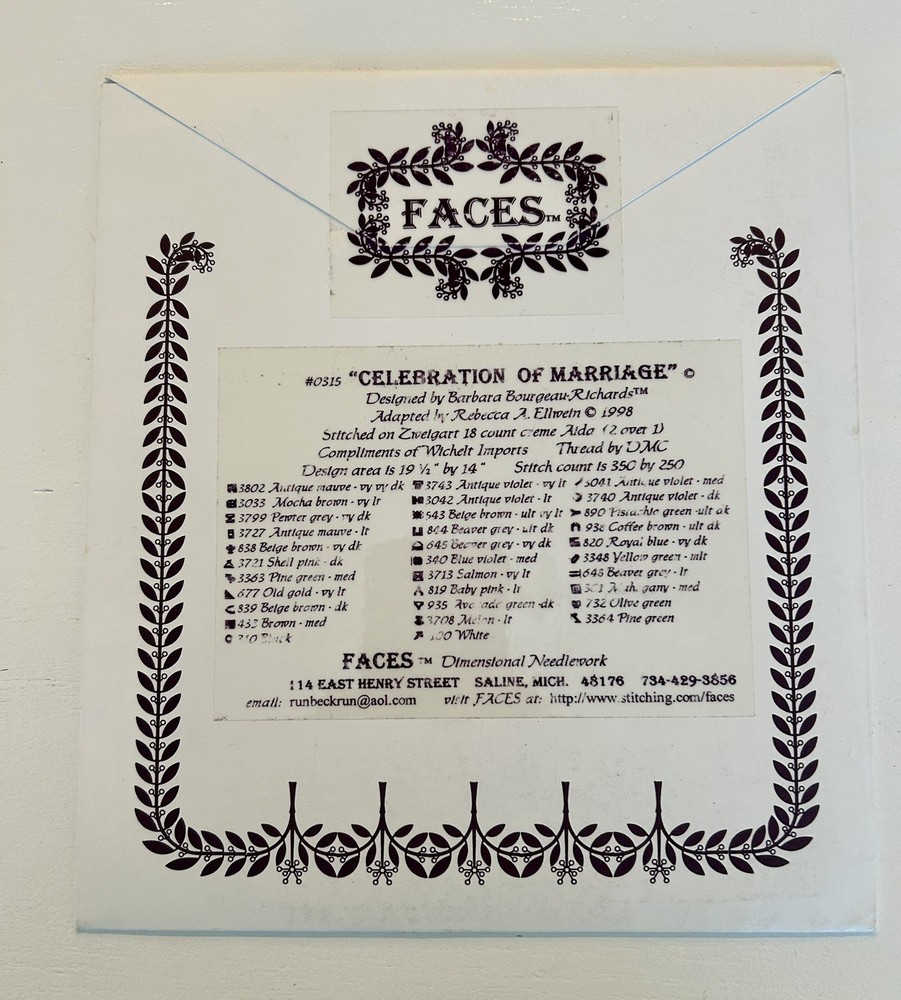 FACES™
#0315 "CELEBRATION OF MARRIAGE" ©
Designed by Barbara Bourgeau-Richards™
Adapted by Rebecca A. Ellwein © 1998
Stitched on Zweigart 18 count creme Aida (2 over 1)
Compliments of Wichelt Imports Thread by DMC
Design area is 19 ½" by 14" Stitch count is 350 by 250
3802 Antique mauve - vy vy dk 3743 Antique violet - vy lt 3041 Antique violet - med
3033 Mocha brown - vy lt 3042 Antique violet - lt 3740 Antique violet - dk
3799 Pewter grey - vy dk 543 Beige brown - ult vy lt 890 Pistachio green - ult dk
3727 Antique mauve - lt 844 Beaver grey - ult dk 938 Coffee brown - ult dk
838 Beige brown - vy dk 645 Beaver grey - vy dk 820 Royal blue - vy dk
3721 Shell pink - dk 340 Blue violet - med 3348 Yellow green - mlt
3363 Pine green - med 3713 Salmon - vy lt 648 Beaver grey - lt
677 Old gold - vy lt 819 Baby pink - lt Mahogany - med
839 Beige brown - dk 935 Avocado green - dk 732 Olive green
433 Brown - med 3708 Melon - lt 3364 Pine green
310 Black White
FACES™ Dimensional Needlework
114 EAST HENRY STREET SALINE, MICH. 48176 734-429-3856
email: runbeckrun@aol.com visit FACES at: http://www.stitching.com/faces